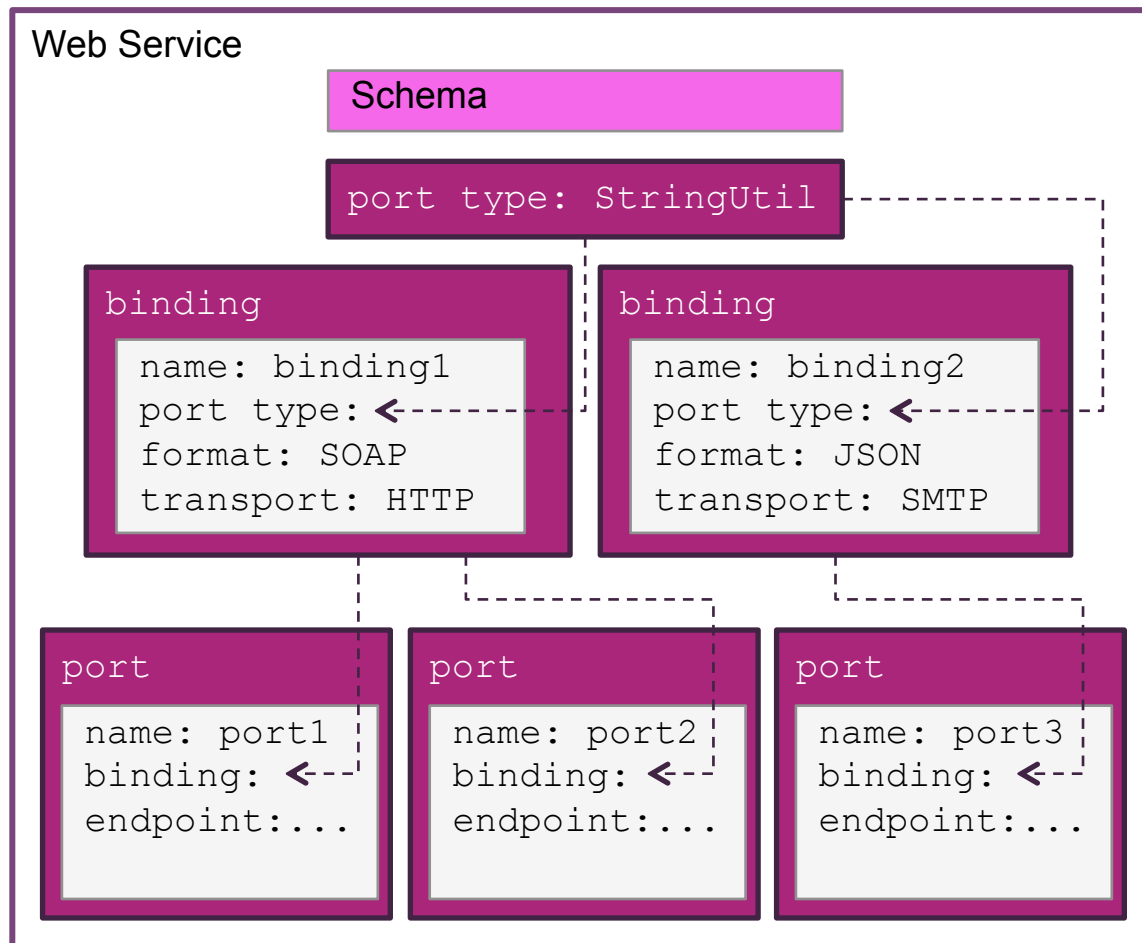 Web Service
Schema
port type: StringUtil
binding
name: binding1
port type:
format: SOAP
transport: HTTP
binding
name: binding2
port type:
format: JSON
transport: SMTP
port
name: port1
binding:
endpoint:...
port
name: port2
binding:
endpoint:...
port
name: port3
binding:
endpoint:...